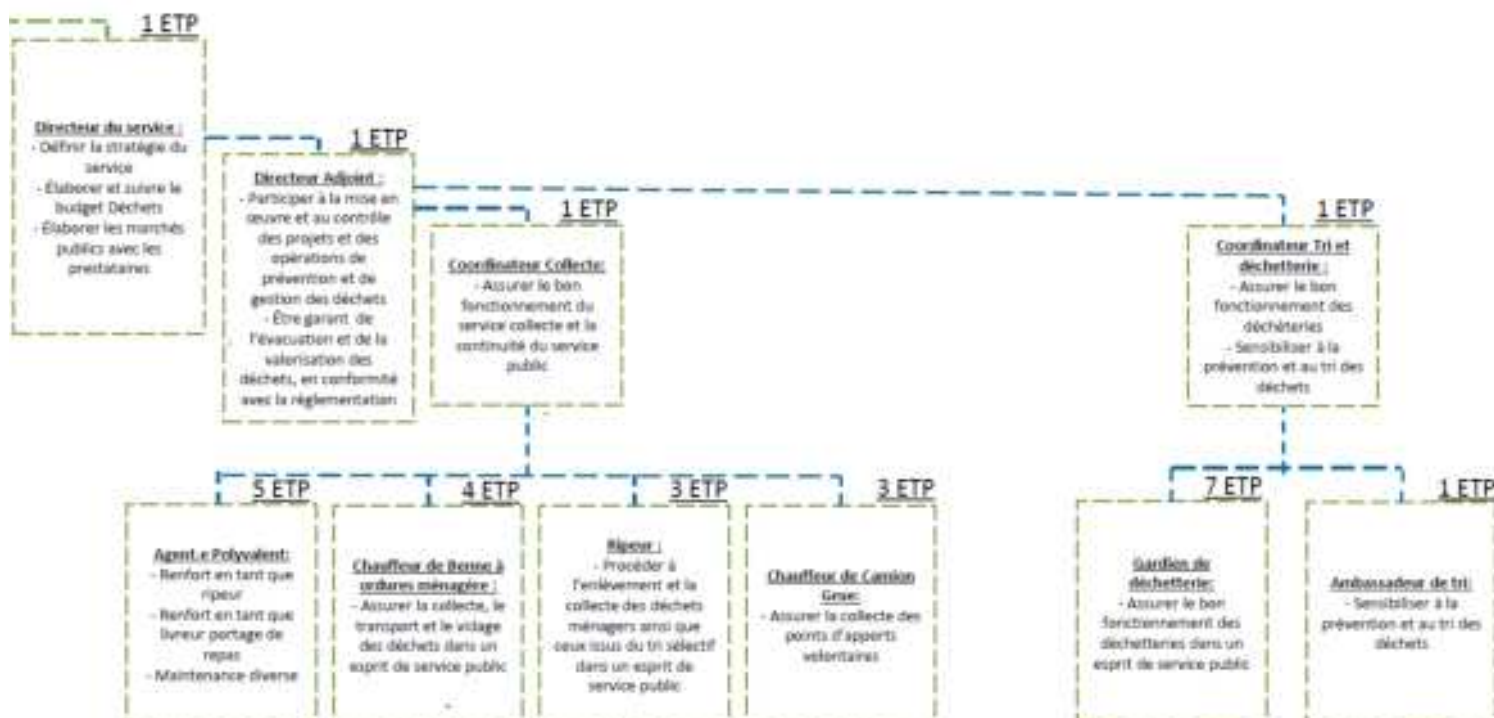 1 ETP
Directeur du service :
- Définir la stratégie du
service
- Élaborer et suivre le
budget Déchets
- Élaborer les marchés
publics avec les
prestataires
1 ETP
Directeur Adjoint :
- Participer à la mise en
œuvre et au contrôle
des projets et des
opérations de
prévention et de
gestion des déchets
- Être garant de
l'évacuation et de la
valorisation des
déchets, en conformité
avec la réglementation
1 ETP
Coordinateur Collecte:
- Assurer le bon
fonctionnement du
service collecte et la
continuité du service
public
1 ETP
Coordinateur Tri et
déchetterie :
- Assurer le bon
fonctionnement des
déchèteries
- Sensibiliser à la
prévention et au tri des
déchets
5 ETP
Agent.e Polyvalent:
- Renfort en tant que
ripeur
- Renfort en tant que
livreur portage de
repas
- Maintenance diverse
4 ETP
Chauffeur de Benne à
ordures ménagère :
- Assurer la collecte, le
transport et le vidage
des déchets dans un
esprit de service public
-
3 ETP
Ripeur :
- Procéder à
l'enlèvement et la
collecte des déchets
ménagers ainsi que
ceux issus du tri sélectif
dans un esprit de
service public
3 ETP
Chauffeur de Camion
Grue:
- Assurer la collecte des
points d'apports
volontaires
7 ETP
Gardien de
déchetterie:
- Assurer le bon
fonctionnement des
déchetteries dans un
esprit de service public
1 ETP
Ambassadeur de tri:
- Sensibiliser à la
prévention et au tri des
déchets